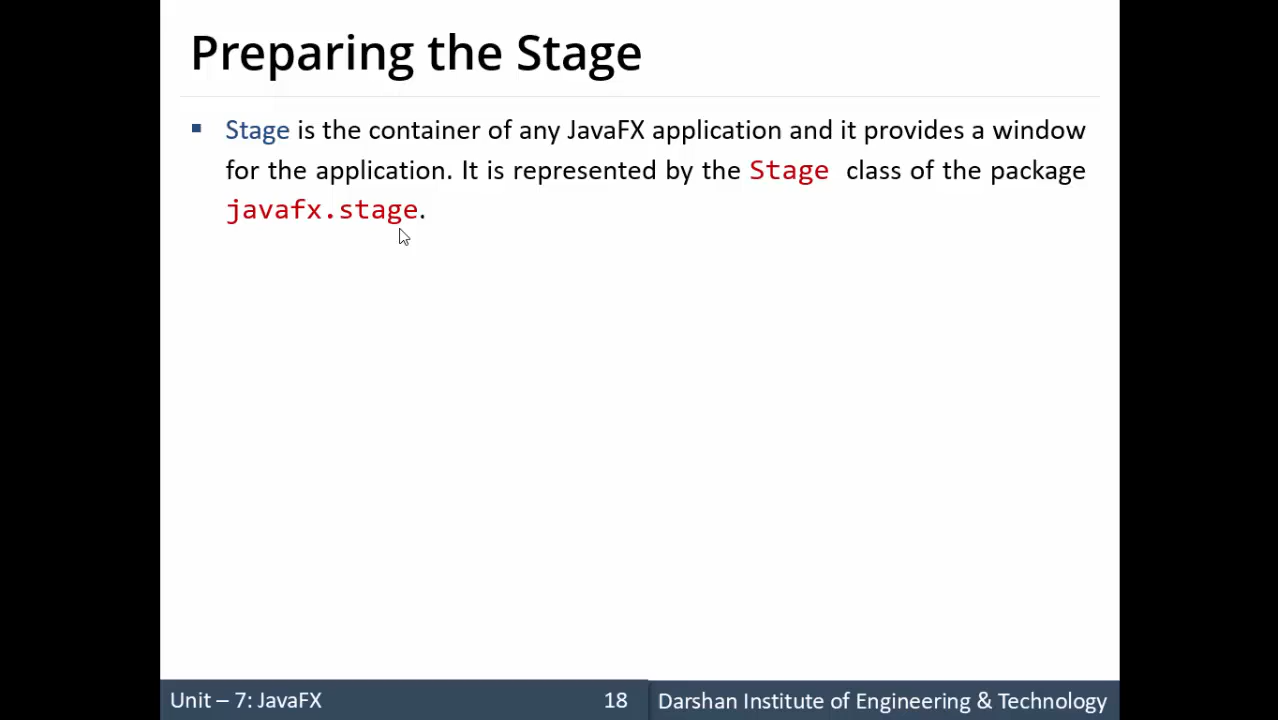 Preparing the Stage
▪ Stage is the container of any JavaFX application and it provides a window
for the application. It is represented by the Stage class of the package
javafx.stage.
Unit – 7: JavaFX 18 Darshan Institute of Engineering & Technology